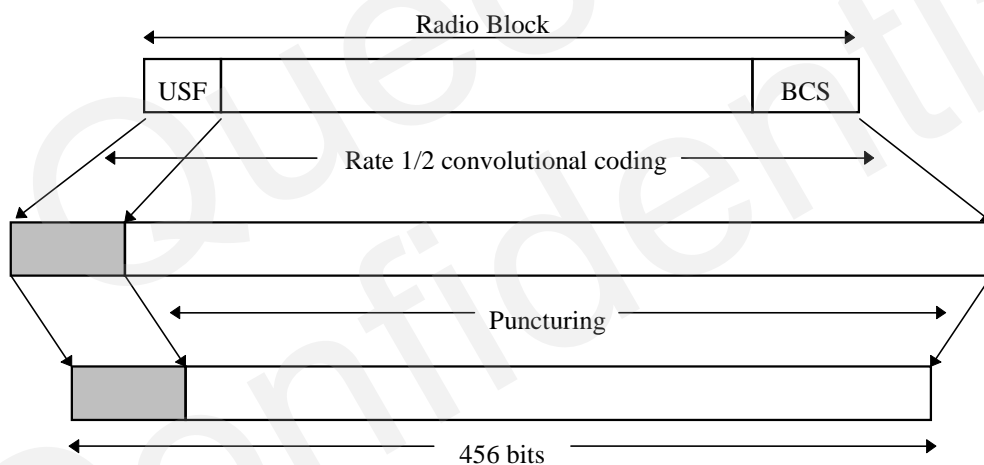 Radio Block
USF
BCS
Rate 1/2 convolutional coding
Puncturing
456 bits